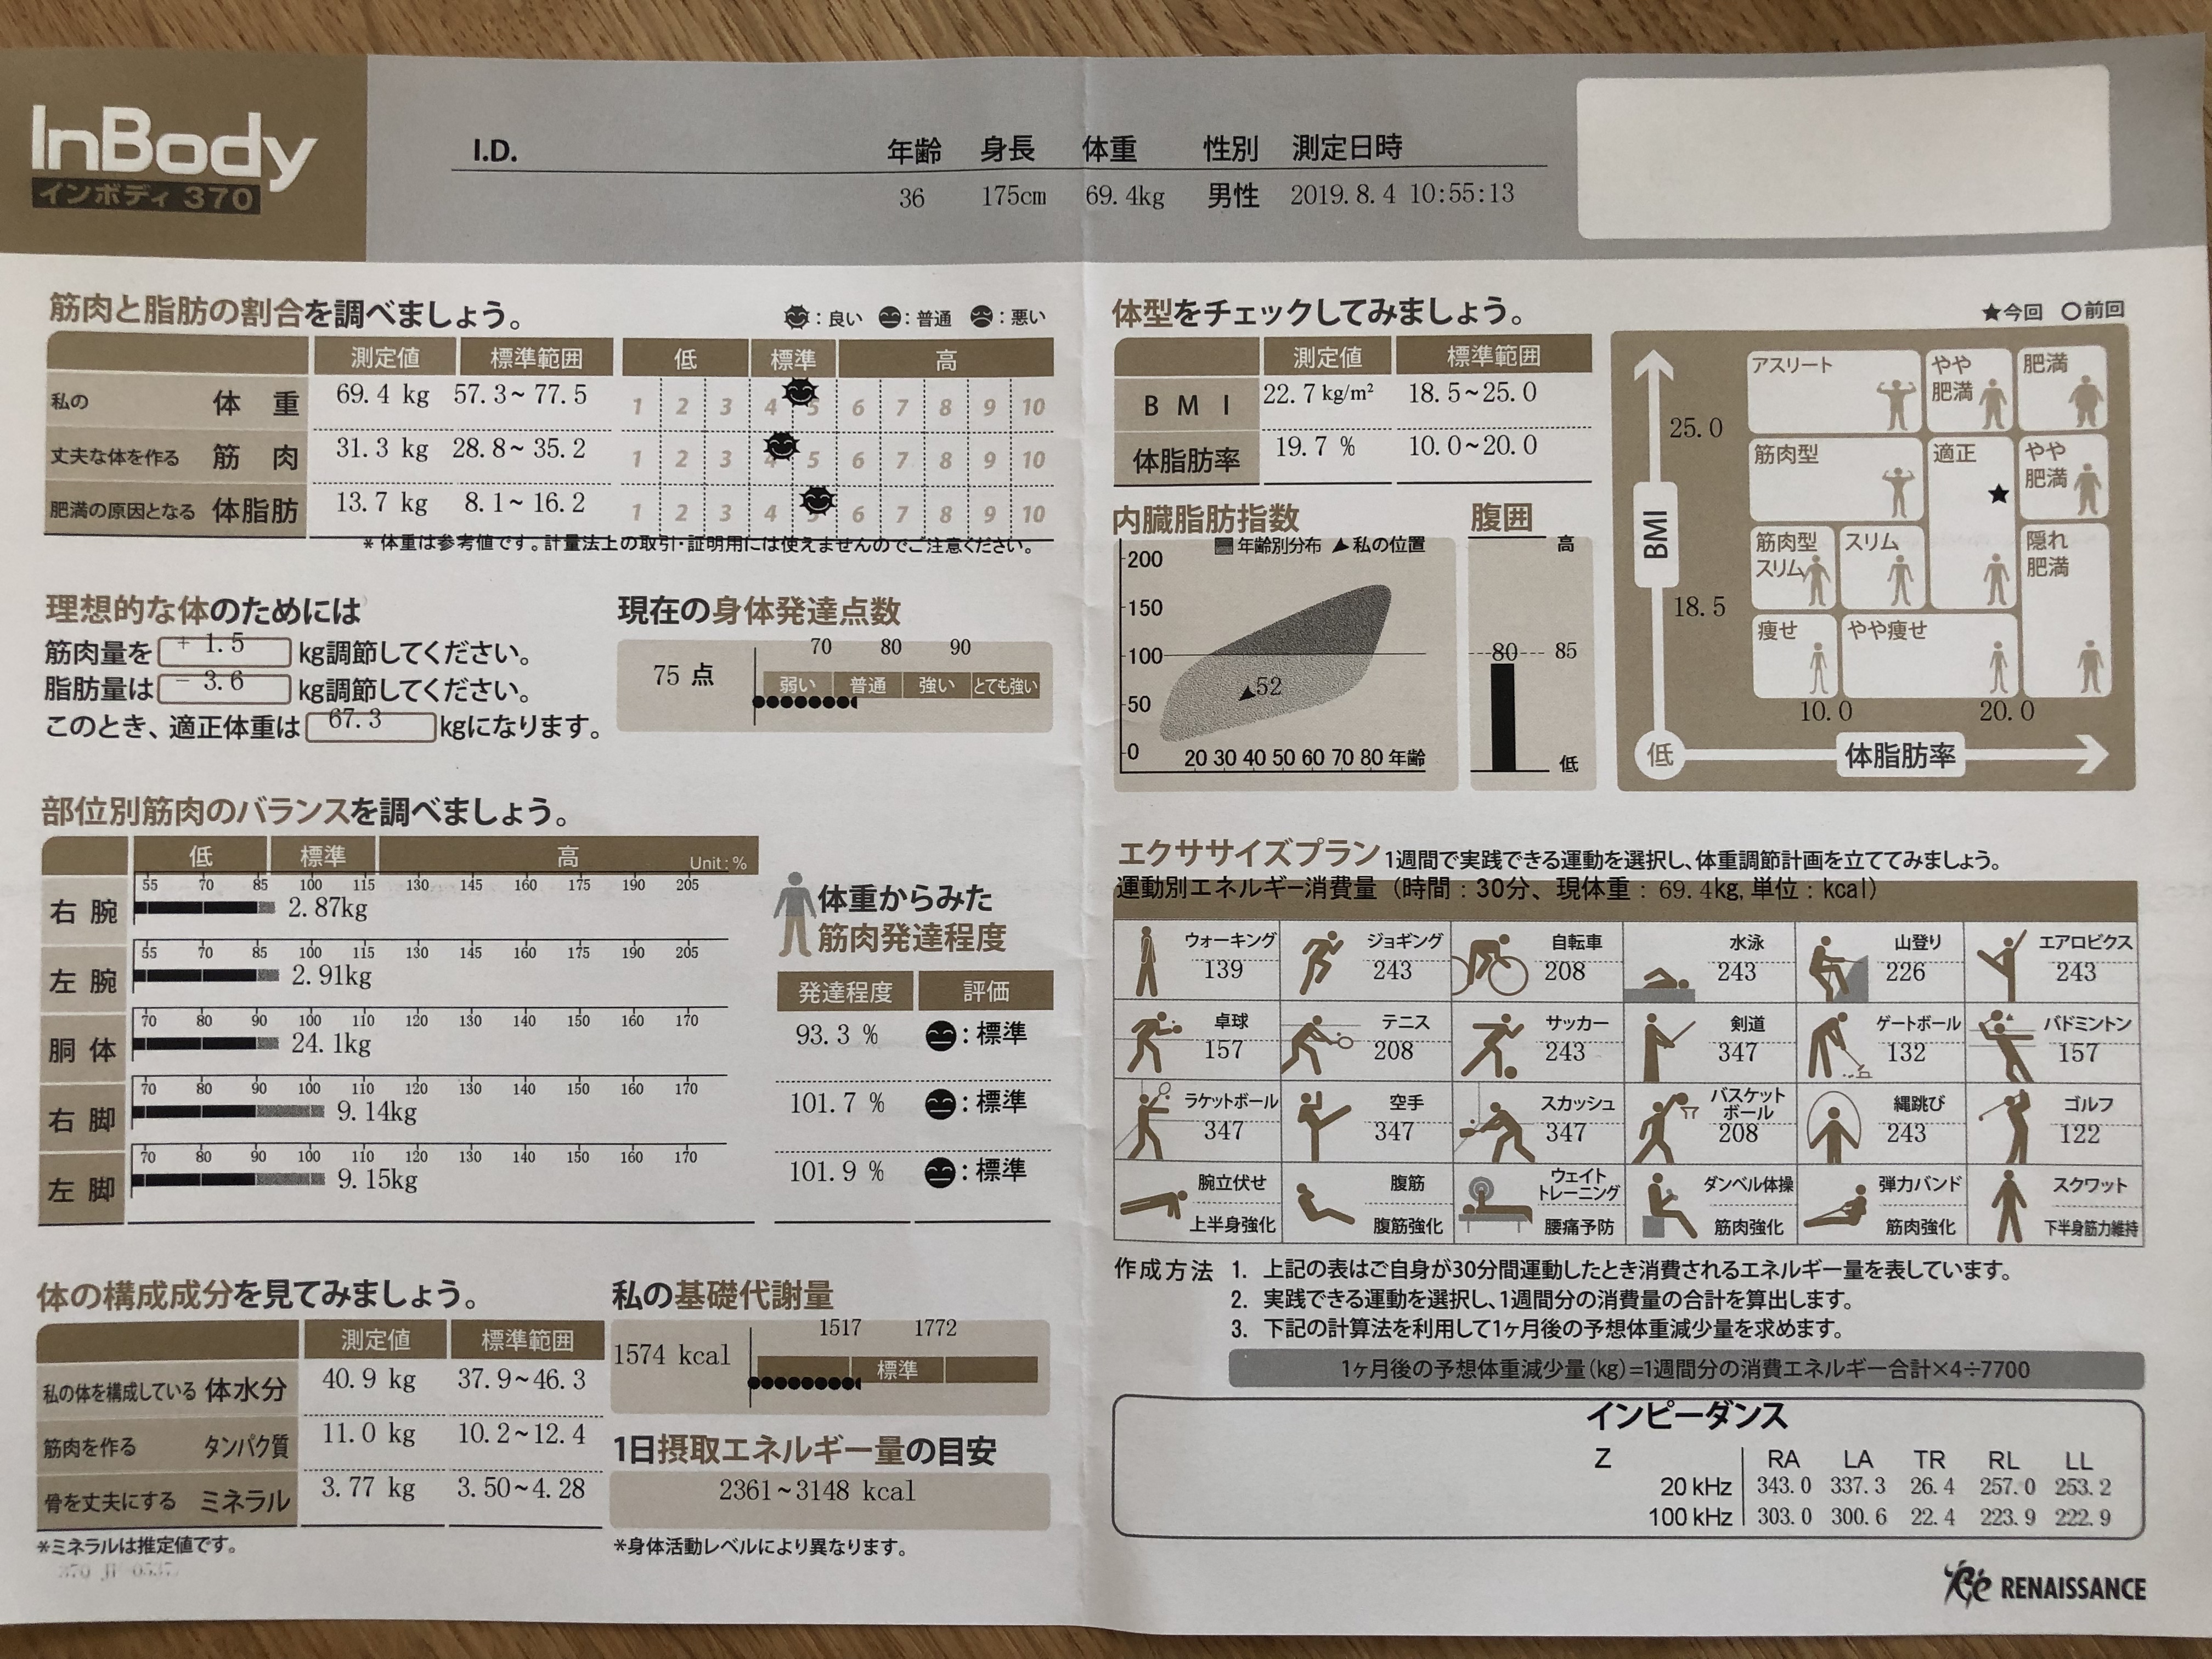 InBody
インボディ 370
I.D. 年齢 身長 体重 性別 測定日時
36 175cm 69.4kg 男性 2019.8.4 10:55:13
筋肉と脂肪の割合を調べましょう。
:良い :普通 :悪い
測定値 標準範囲 低 標準 高
私の 体重 69.4 kg 57.3~77.5 1 2 3 4 5 6 7 8 9 10
丈夫な体を作る 筋肉 31.3 kg 28.8~35.2 1 2 3 4 5 6 7 8 9 10
肥満の原因となる 体脂肪 13.7 kg 8.1~16.2 1 2 3 4 5 6 7 8 9 10
*体重は参考値です。計量法上の取引・証明用には使えませんのでご注意ください。
理想的な体のためには
筋肉量を + 1.5 kg調節してください。
脂肪量は - 3.6 kg調節してください。
このとき、適正体重は 67.3 kgになります。
現在の身体発達点数
70 80 90
75 点
弱い 普通 強い とても強い
部位別筋肉のバランスを調べましょう。
低 標準 高 Unit:%
55 70 85 100 115 130 145 160 175 190 205
右腕 2.87kg
55 70 85 100 115 130 145 160 175 190 205
左腕 2.91kg
70 80 90 100 110 120 130 140 150 160 170
胴体 24.1kg
70 80 90 100 110 120 130 140 150 160 170
右脚 9.14kg
70 80 90 100 110 120 130 140 150 160 170
左脚 9.15kg
体重からみた
筋肉発達程度
発達程度 評価
93.3 % :標準
101.7 % :標準
101.9 % :標準
体の構成成分を見てみましょう。
測定値 標準範囲
私の体を構成している 体水分 40.9 kg 37.9~46.3
筋肉を作る タンパク質 11.0 kg 10.2~12.4
骨を丈夫にする ミネラル 3.77 kg 3.50~4.28
*ミネラルは推定値です。
私の基礎代謝量
1517 1772
1574 kcal
標準
1日摂取エネルギー量の目安
2361~3148 kcal
*身体活動レベルにより異なります。
体型をチェックしてみましょう。
★今回 ○前回
測定値 標準範囲
BMI 22.7 kg/m² 18.5~25.0
体脂肪率 19.7 % 10.0~20.0
内臓脂肪指数
年齢別分布 私の位置
200
150
100
50
0
52
20 30 40 50 60 70 80 年齢
腹囲
高
80 85
低
BMI
25.0
18.5
アスリート
やや
肥満
肥満
筋肉型
適正
やや
肥満
筋肉型
スリム
スリム
隠れ
肥満
痩せ
やや痩せ
10.0 20.0
低 体脂肪率
エクササイズプラン 1週間で実践できる運動を選択し、体重調節計画を立ててみましょう。
運動別エネルギー消費量 (時間:30分、現体重:69.4kg,単位:kcal)
ウォーキング ジョギング 自転車 水泳 山登り エアロビクス
139 243 208 243 226 243
卓球 テニス サッカー 剣道 ゲートボール バドミントン
157 208 243 347 132 157
ラケットボール 空手 スカッシュ バスケット
ボール 縄跳び ゴルフ
347 347 347 208 243 122
腕立伏せ 腹筋 ウェイト
トレーニング ダンベル体操 弾力バンド スクワット
上半身強化 腹筋強化 腰痛予防 筋肉強化 筋肉強化 下半身筋力維持
作成方法 1. 上記の表はご自身が30分間運動したとき消費されるエネルギー量を表しています。
2. 実践できる運動を選択し、1週間分の消費量の合計を算出します。
3. 下記の計算法を利用して1ヶ月後の予想体重減少量を求めます。
1ヶ月後の予想体重減少量(kg)=1週間分の消費エネルギー合計×4÷7700
インピーダンス
Z RA LA TR RL LL
20 kHz 343.0 337.3 26.4 257.0 253.2
100 kHz 303.0 300.6 22.4 223.9 222.9
RENAISSANCE